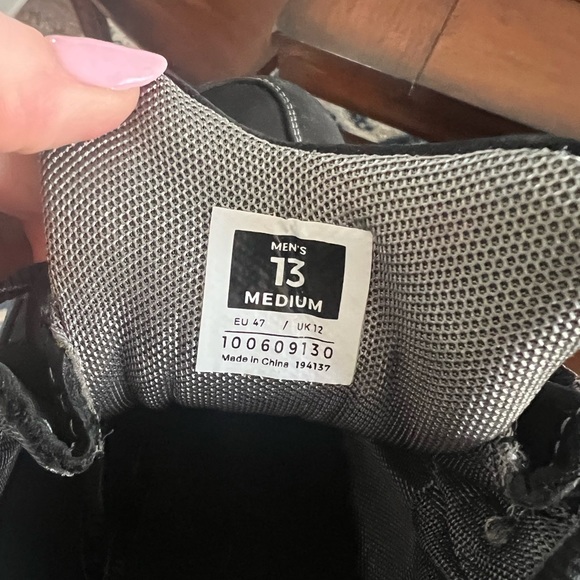 MEN'S
13
MEDIUM
EU 47 / UK 12
100609130
Made in China 194137